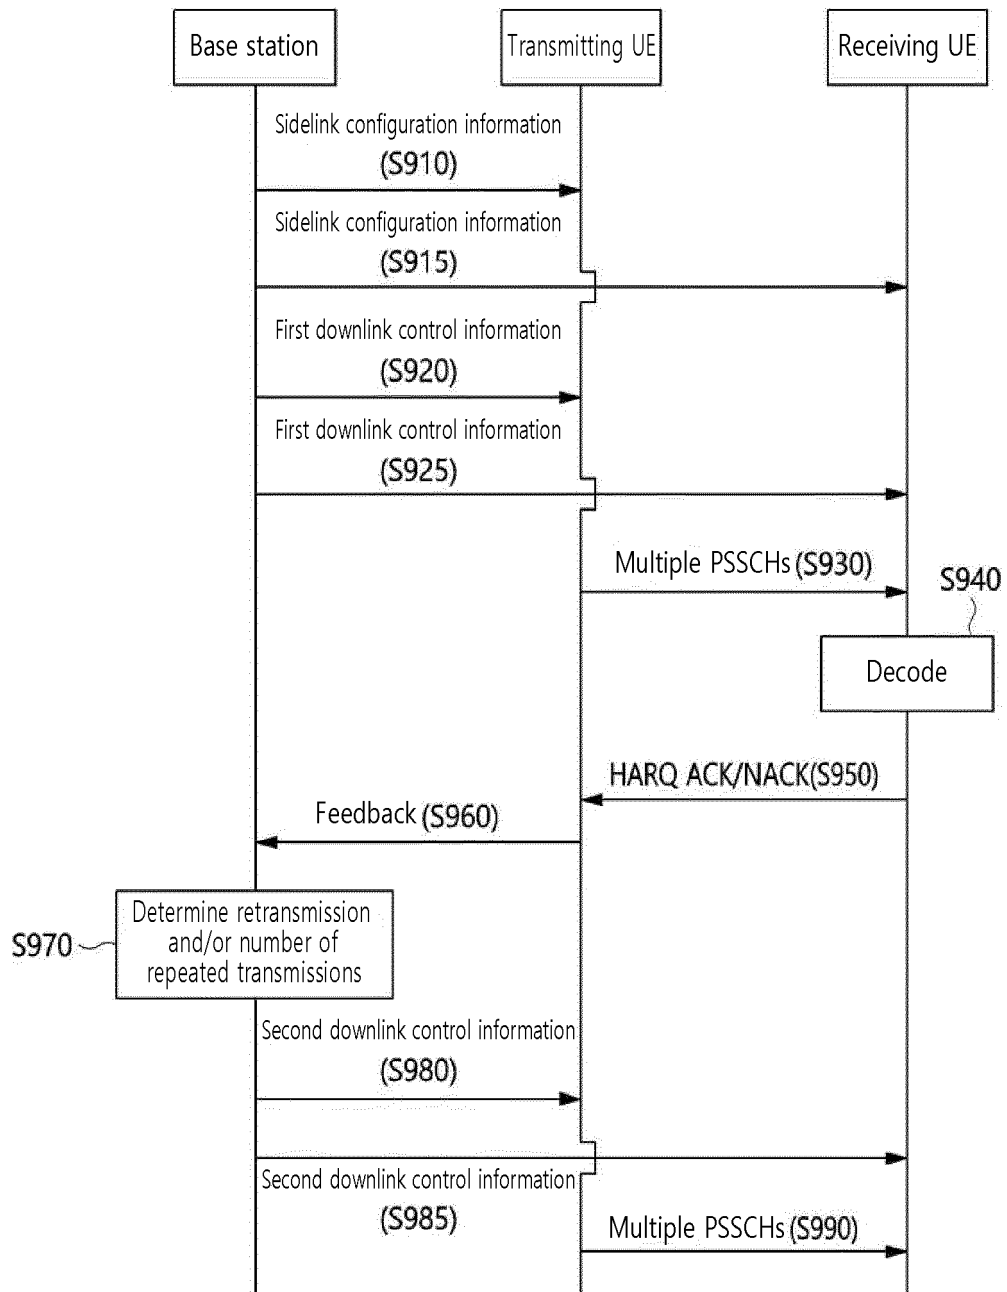 Base station
Transmitting UE
Receiving UE
Sidelink configuration information
(S910)
Sidelink configuration information
(S915)
First downlink control information
(S920)
First downlink control information
(S925)
Multiple PSSCHs (S930)
S940
Decode
HARQ ACK/NACK(S950)
Feedback (S960)
Determine retransmission
and/or number of
repeated transmissions
S970
Second downlink control information
(S980)
Second downlink control information
(S985)
Multiple PSSCHs (S990)